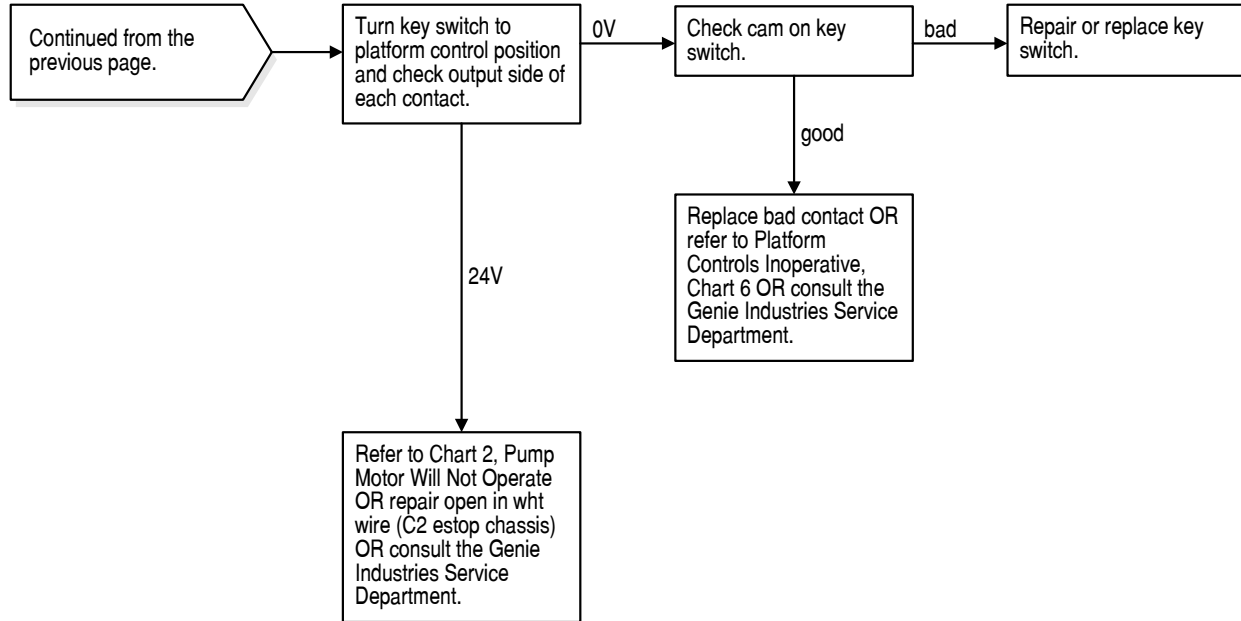 Continued from the
previous page.
Turn key switch to
platform control position
and check output side of
each contact.
0V
Check cam on key
switch.
bad
Repair or replace key
switch.
good
Replace bad contact OR
refer to Platform
Controls Inoperative,
Chart 6 OR consult the
Genie Industries Service
Department.
24V
Refer to Chart 2, Pump
Motor Will Not Operate
OR repair open in wht
wire (C2 estop chassis)
OR consult the Genie
Industries Service
Department.